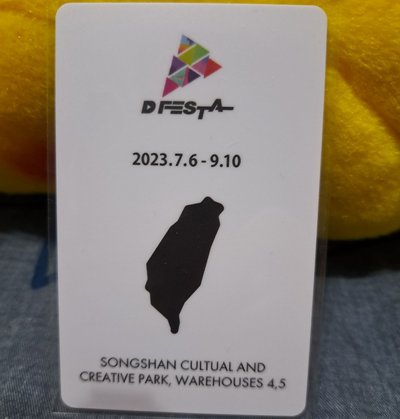 D FESTA
2023.7.6 - 9.10
SONGSHAN CULTUAL AND
CREATIVE PARK, WAREHOUSES 4,5